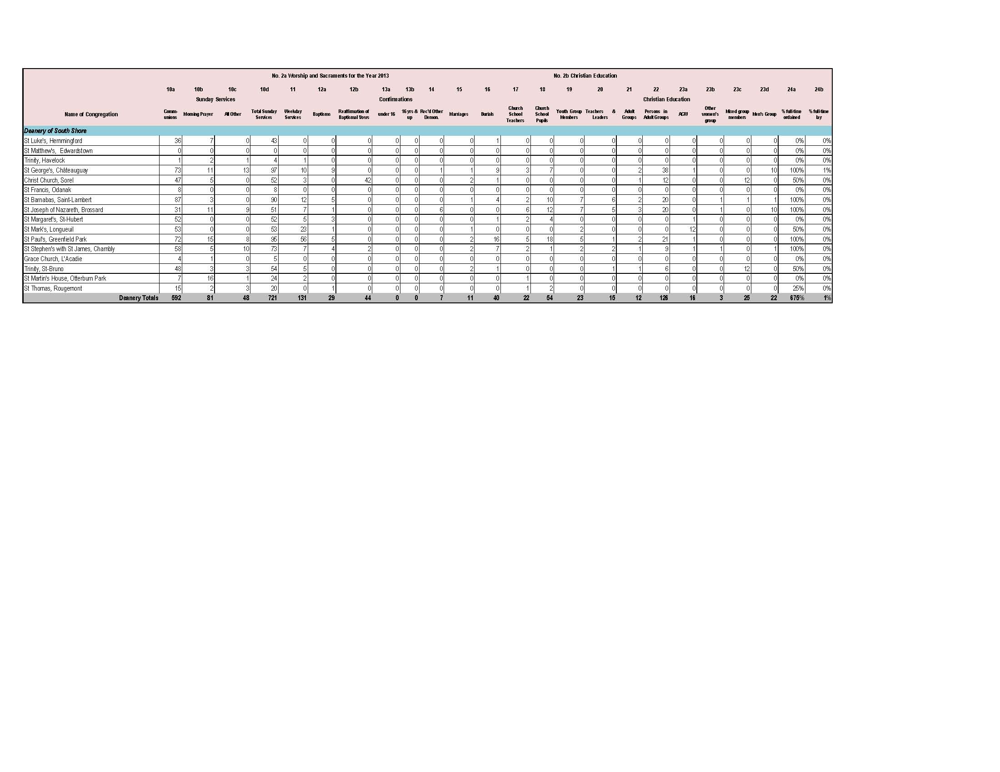 No. 2a Worship and Sacraments for the Year 2013 No. 2b Christian Education
10a 10b 10c 10d 11 12a 12b 13a 13b 14 15 16 17 18 19 20 21 22 23a 23b 23c 23d 24a 24b
Sunday Services Confirmations Christian Education
Name of Congregation Comm-unions Morning Prayer All Other Total Sunday Services Weekday Services Baptisms Reaffirmation of Baptismal Vows under 16 16 yrs & up Rec'd Other Demon. Marriages Burials Church School Teachers Church School Pupils Youth Group Members Teachers & Leaders Adult Groups Persons in Adult Groups ACW Other women's group Mixed group members Men's Group % full-time ordained % full-time lay
Deanery of South Shore
St Luke's, Hemmingford 36 7 0 43 0 0 0 0 0 0 0 1 0 0 0 0 0 0 0 0 0 0 0% 0%
St Matthew's, Edwardstown 0 0 0 0 0 0 0 0 0 0 0 0 0 0 0 0 0 0 0 0 0 0 0% 0%
Trinity, Havelock 1 2 1 4 1 0 0 0 0 0 0 0 0 0 0 0 0 0 0 0 0 0 0% 0%
St George's, Châteauguay 73 11 13 97 10 9 0 0 0 1 1 9 3 7 0 0 2 38 1 0 0 10 100% 1%
Christ Church, Sorel 47 5 0 52 3 0 42 0 0 0 2 1 0 0 0 0 1 12 0 0 12 0 50% 0%
St Francis, Odanak 8 0 0 8 0 0 0 0 0 0 0 0 0 0 0 0 0 0 0 0 0 0 0% 0%
St Barnabas, Saint-Lambert 87 3 0 90 12 5 0 0 0 0 1 4 2 10 7 6 2 20 0 1 1 1 100% 0%
St Joseph of Nazareth, Brossard 31 11 9 51 7 1 0 0 0 6 0 0 6 12 7 5 3 20 0 1 0 10 100% 0%
St Margaret's, St-Hubert 52 0 0 52 5 3 0 0 0 0 0 1 2 4 0 0 0 0 1 0 0 0 0% 0%
St Mark's, Longueuil 53 0 0 53 23 1 0 0 0 0 1 0 0 0 2 0 0 0 12 0 0 0 50% 0%
St Paul's, Greenfield Park 72 15 8 95 56 5 0 0 0 0 2 16 5 18 5 1 2 21 1 0 0 0 100% 0%
St Stephen's with St James, Chambly 58 5 10 73 7 4 2 0 0 0 2 7 2 1 2 2 1 9 1 1 0 1 100% 0%
Grace Church, L'Acadie 4 1 0 5 0 0 0 0 0 0 0 0 0 0 0 0 0 0 0 0 0 0 0% 0%
Trinity, St-Bruno 48 3 3 54 5 0 0 0 0 0 2 1 0 0 0 1 1 6 0 0 12 0 50% 0%
St Martin's House, Otterburn Park 7 16 1 24 2 0 0 0 0 0 0 0 1 0 0 0 0 0 0 0 0 0 0% 0%
St Thomas, Rougemont 15 2 3 20 0 1 0 0 0 0 0 0 1 2 0 0 0 0 0 0 0 0 25% 0%
Deanery Totals 592 81 48 721 131 29 44 0 0 7 11 40 22 54 23 15 12 126 16 3 25 22 675% 1%